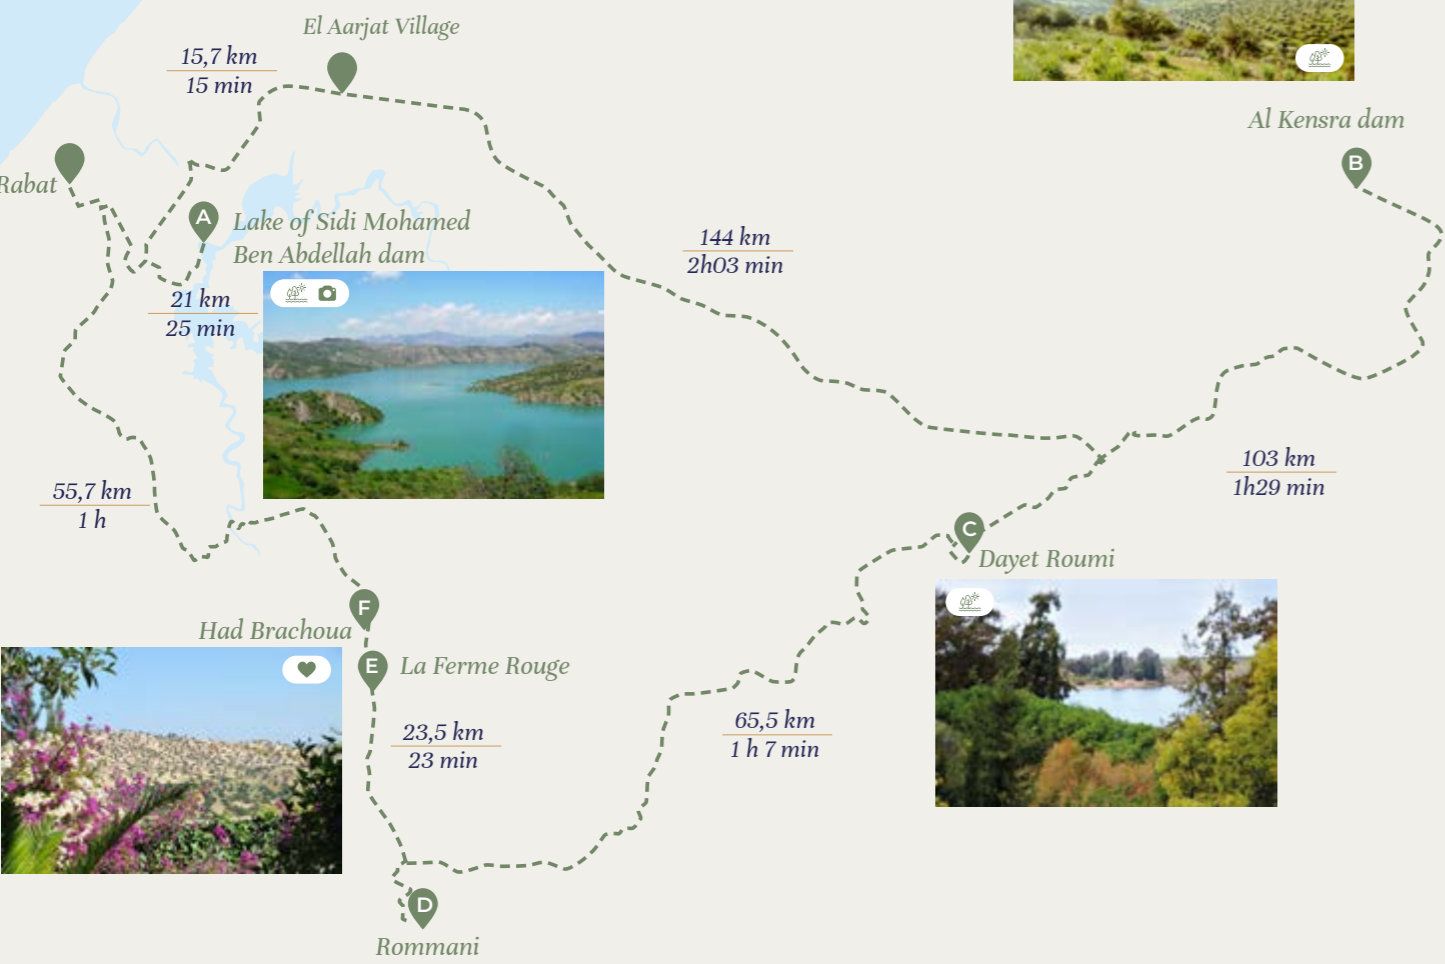 El Aarjat Village
15,7 km
15 min
Al Kensra dam
B
Rabat
A
Lake of Sidi Mohamed
Ben Abdellah dam
144 km
2h03 min
21 km
25 min
103 km
1h29 min
55,7 km
1 h
C
Dayet Roumi
F
Had Brachoua
E
La Ferme Rouge
23,5 km
23 min
65,5 km
1 h 7 min
D
Rommani